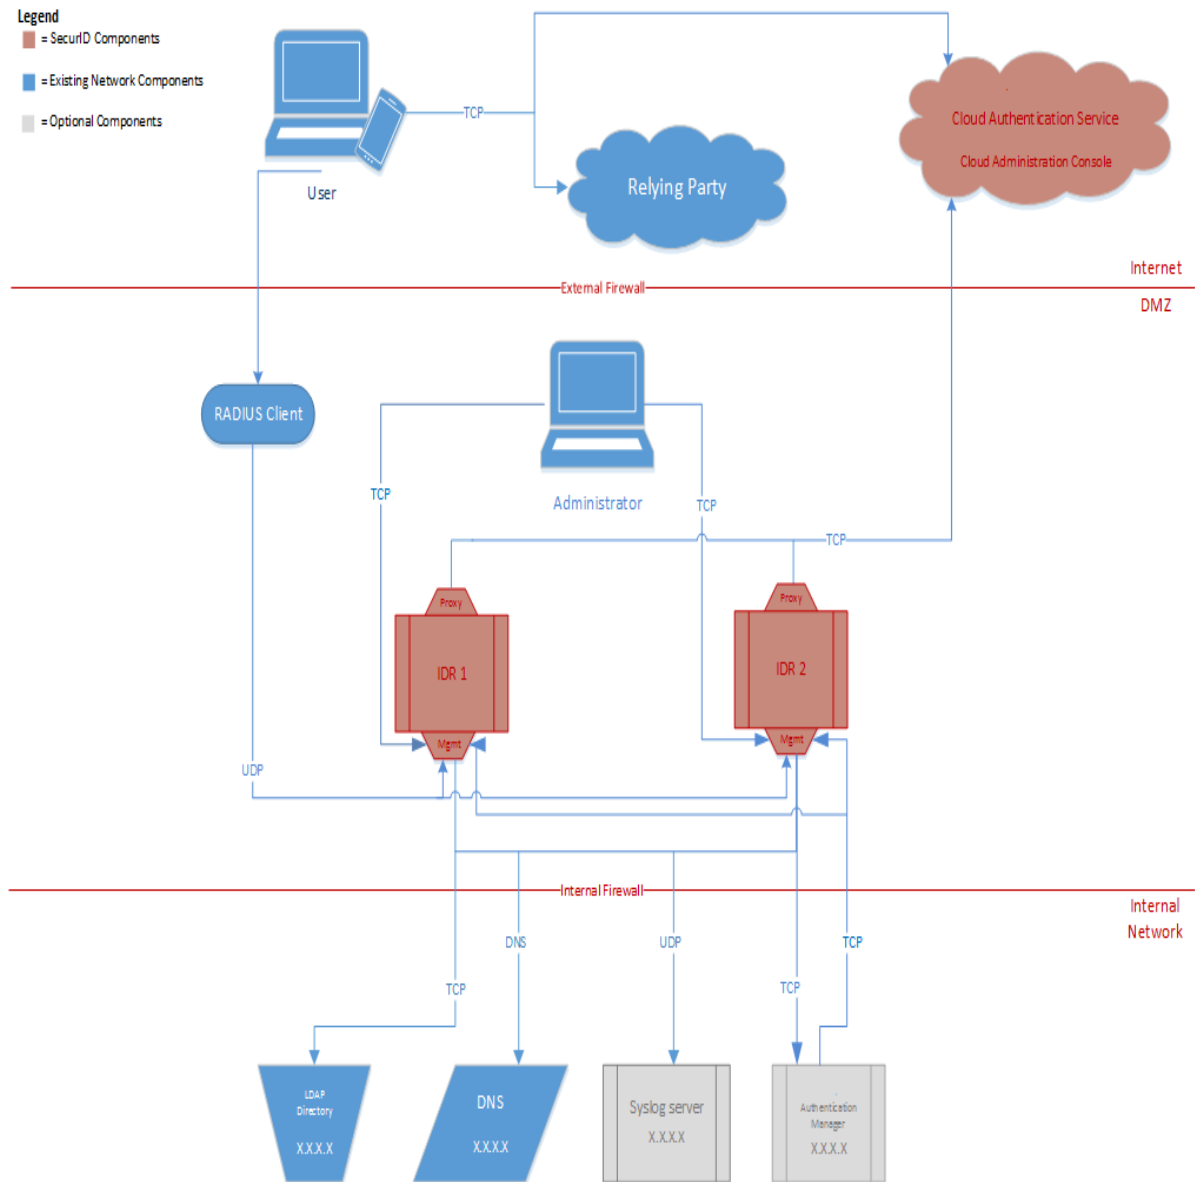 Legend
= SecurID Components
= Existing Network Components
= Optional Components
User
TCP
Relying Party
Cloud Authentication Service
Cloud Administration Console
Internet
External Firewall
DMZ
RADIUS Client
Administrator
TCP
TCP
TCP
Proxy
IDR 1
Mgmt
Proxy
IDR 2
Mgmt
UDP
Internal Firewall
Internal
Network
DNS
UDP
TCP
TCP
TCP
LDAP
Directory
X.X.X.X
DNS
X.X.X.X
Syslog server
X.X.X.X
Authentication
Manager
X.X.X.X